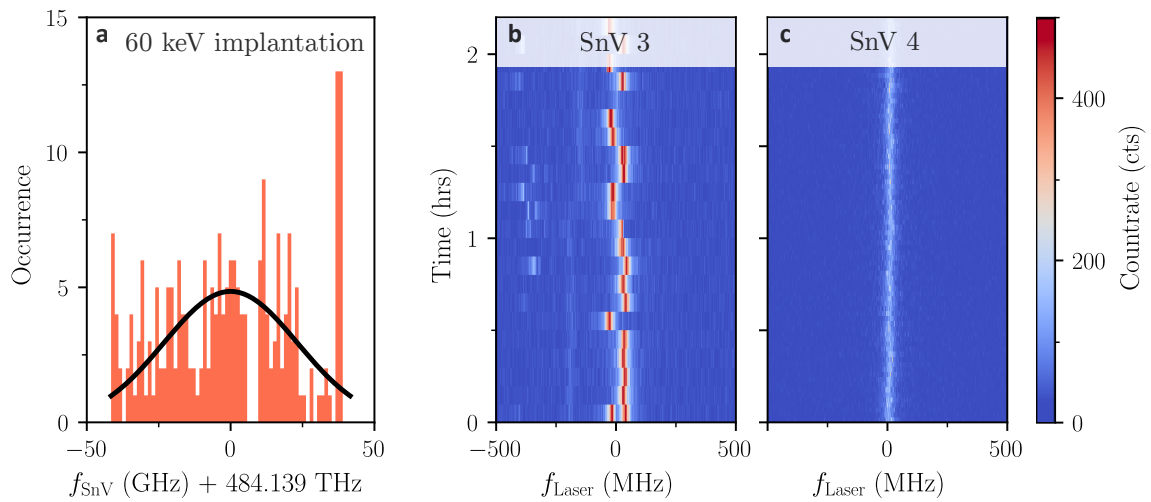 a 60 keV implantation
15
10
5
0
Occurrence
−50 0 50
f_SnV (GHz) + 484.139 THz
b SnV 3
2
1
0
Time (hrs)
−500 0 500
f_Laser (MHz)
c SnV 4
0 500
f_Laser (MHz)
400
200
0
Countrate (cts)